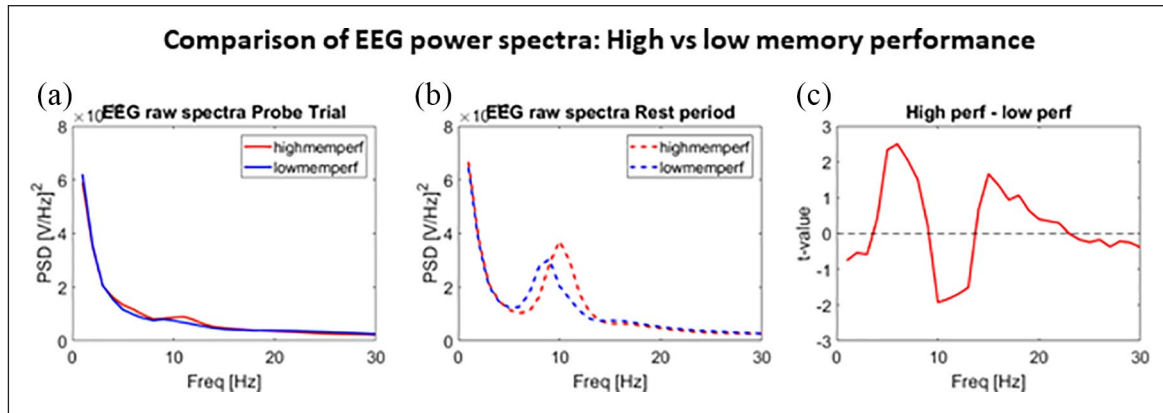 Comparison of EEG power spectra: High vs low memory performance
(a)
EEG raw spectra Probe Trial
×10
8
6
4
2
0
PSD [V/Hz]²
highmemperf
lowmemperf
0 10 20 30
Freq [Hz]
(b)
EEG raw spectra Rest period
×10
8
6
4
2
0
PSD [V/Hz]²
highmemperf
lowmemperf
0 10 20 30
Freq [Hz]
(c)
High perf - low perf
3
2
1
0
-1
-2
-3
t-value
0 10 20 30
Freq [Hz]